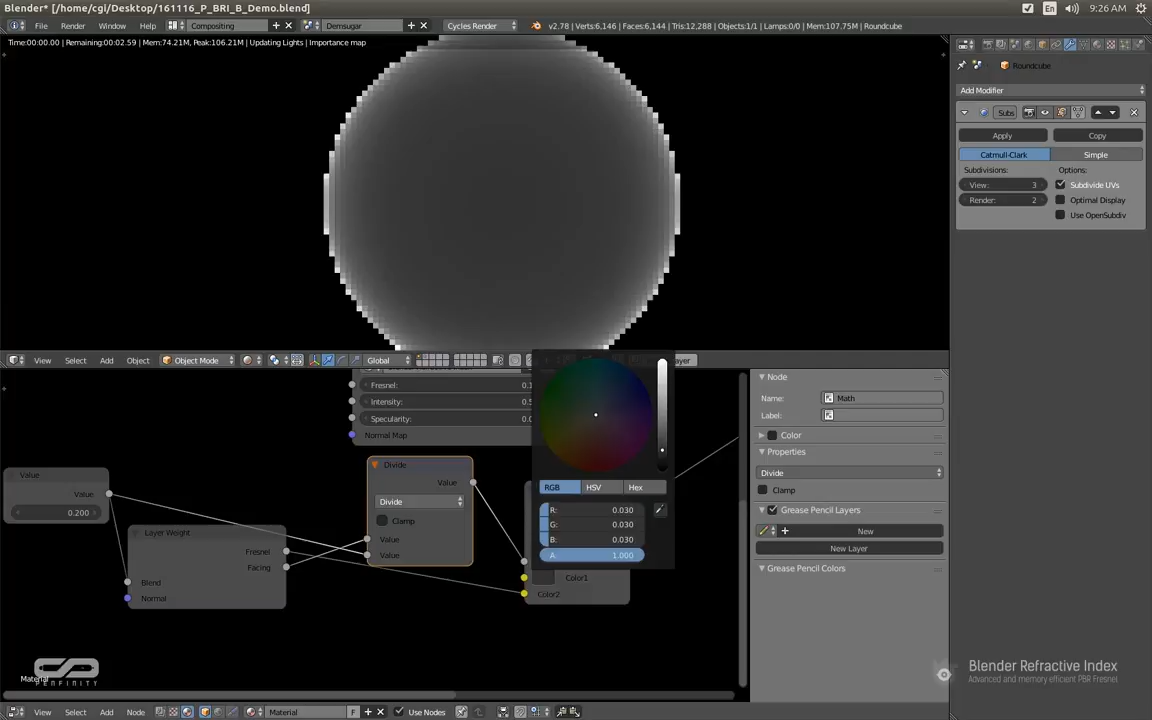 Blender* [/home/cgi/Desktop/161116_P_BRI_B_Demo.blend]
En 9:26 AM
File Render Window Help Compositing Demsugar Cycles Render v2.78 | Verts:6,146 | Faces:6,144 | Tris:12,288 | Lamps:0/0 | Mem:107.75M | Roundcube
Time:00:00.00 | Remaining:00:02.59 | Mem:74.21M, Peak:106.21M | Updating Lights | Importance map
Roundcube
Add Modifier
Subs
Apply Copy
Catmull-Clark Simple
Subdivisions: Options:
View: 3 Subdivide UVs
Render: 2 Optimal Display
Use OpenSubdiv
View Select Add Object Object Mode Global
Fresnel:
Intensity:
Specularity:
Normal Map
Node
Name: Math
Label:
Color
Properties
Divide
Clamp
Grease Pencil Layers
New
New Layer
Grease Pencil Colors
Value
Value
0.200
Layer Weight
Fresnel
Facing
Blend
Normal
Divide
Value
Divide
Clamp
Value
Value
RGB HSV Hex
R: 0.030
G: 0.030
B: 0.030
A: 1.000
Color1
Color2
PENFINITY
Material
Blender Refractive Index
Advanced and memory efficient PBR Fresnel
View Select Add Node Material F Use Nodes